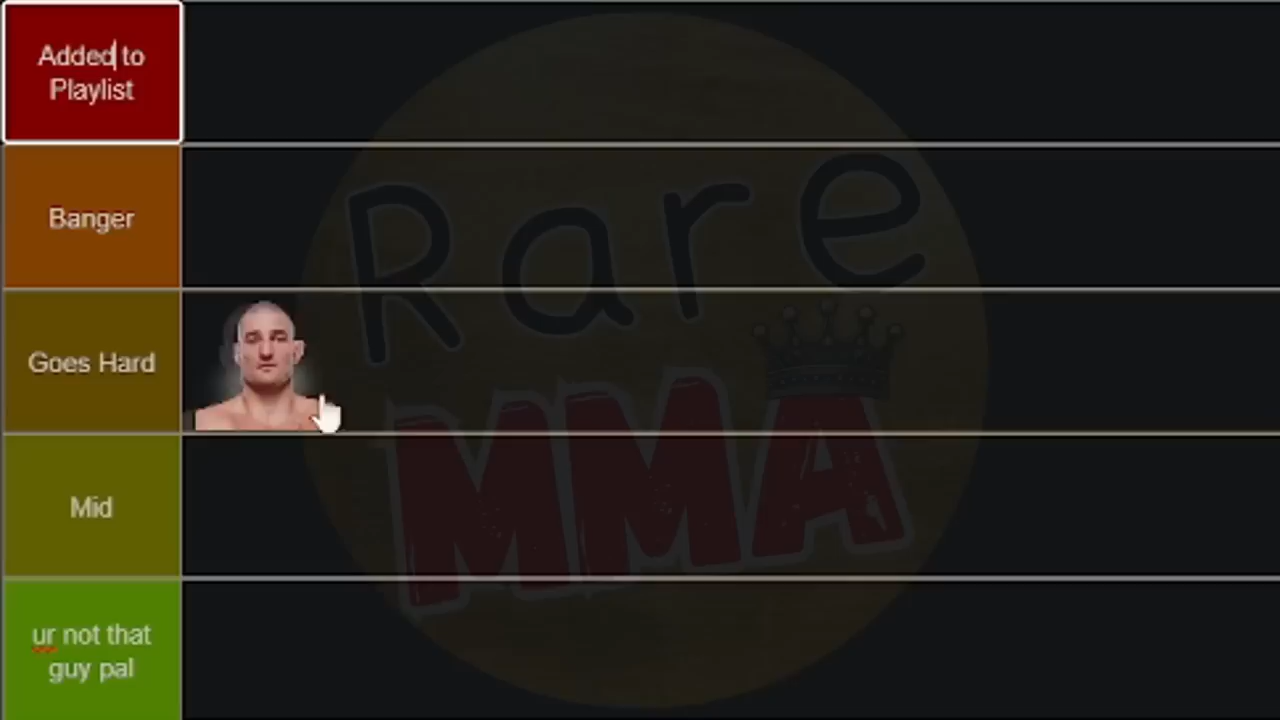 Added to
Playlist
Banger
Goes Hard
Mid
ur not that
guy pal
Rare
MMA